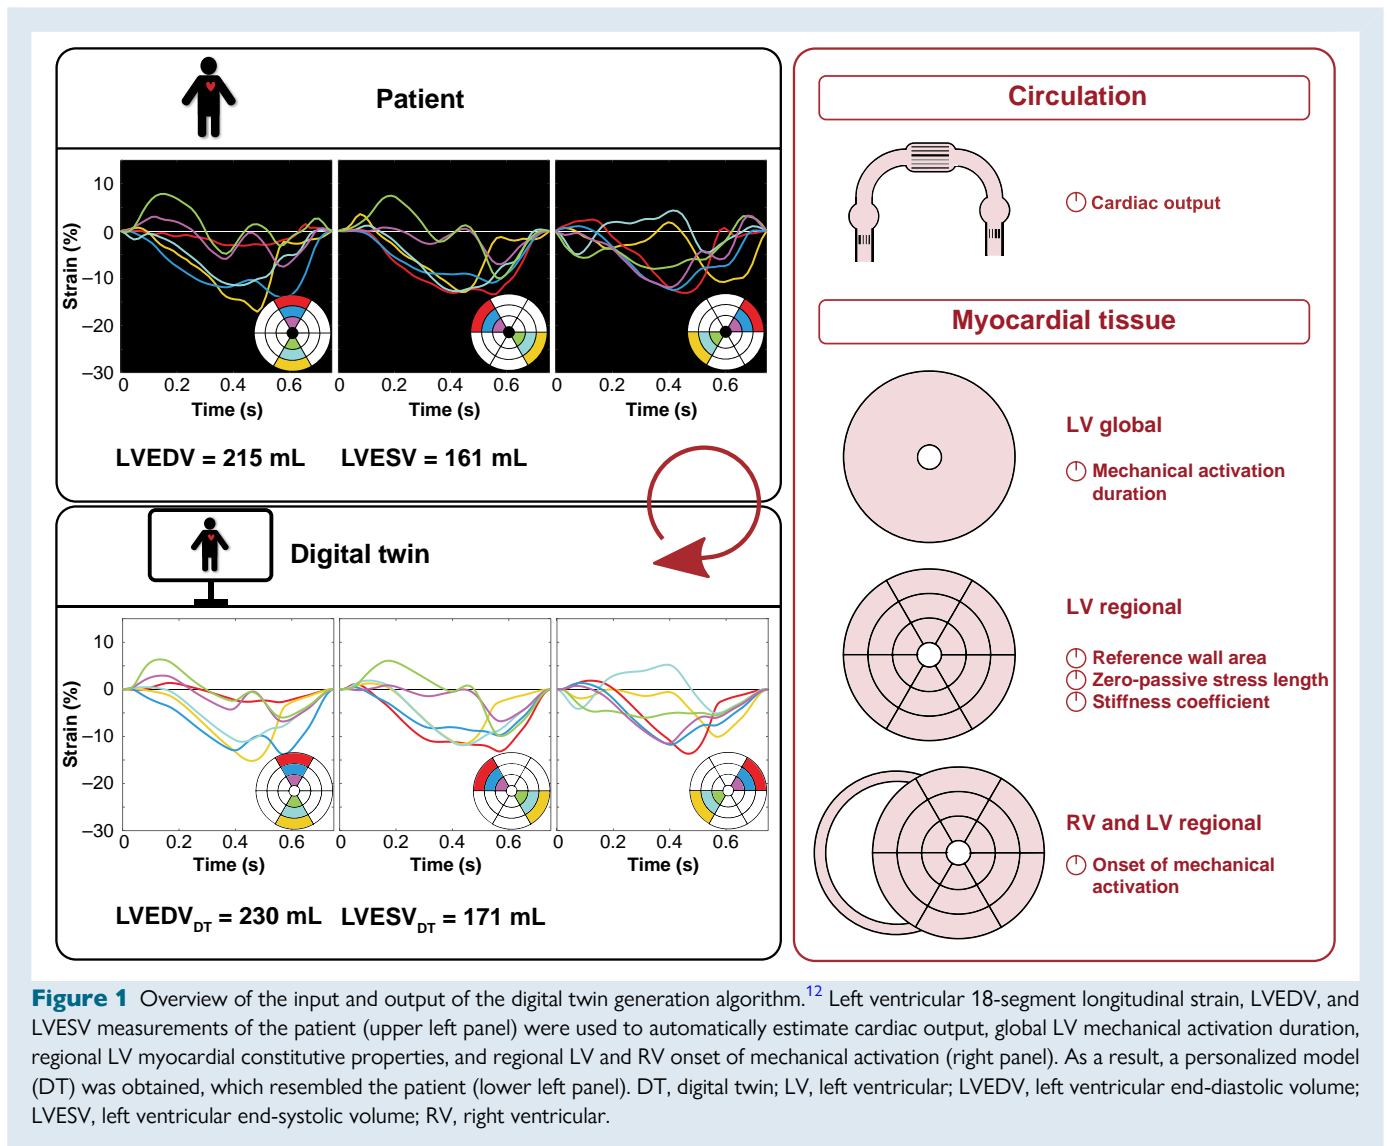 Patient
10
0
–10
–20
–30
Strain (%)
0 0.2 0.4 0.6
0 0.2 0.4 0.6
0 0.2 0.4 0.6
Time (s)
Time (s)
Time (s)
LVEDV = 215 mL LVESV = 161 mL
Digital twin
10
0
–10
–20
–30
Strain (%)
0 0.2 0.4 0.6
0 0.2 0.4 0.6
0 0.2 0.4 0.6
Time (s)
Time (s)
Time (s)
LVEDVDT = 230 mL LVESVDT = 171 mL
Circulation
Cardiac output
Myocardial tissue
LV global
Mechanical activation
duration
LV regional
Reference wall area
Zero-passive stress length
Stiffness coefficient
RV and LV regional
Onset of mechanical
activation
Figure 1 Overview of the input and output of the digital twin generation algorithm.12 Left ventricular 18-segment longitudinal strain, LVEDV, and
LVESV measurements of the patient (upper left panel) were used to automatically estimate cardiac output, global LV mechanical activation duration,
regional LV myocardial constitutive properties, and regional LV and RV onset of mechanical activation (right panel). As a result, a personalized model
(DT) was obtained, which resembled the patient (lower left panel). DT, digital twin; LV, left ventricular; LVEDV, left ventricular end-diastolic volume;
LVESV, left ventricular end-systolic volume; RV, right ventricular.